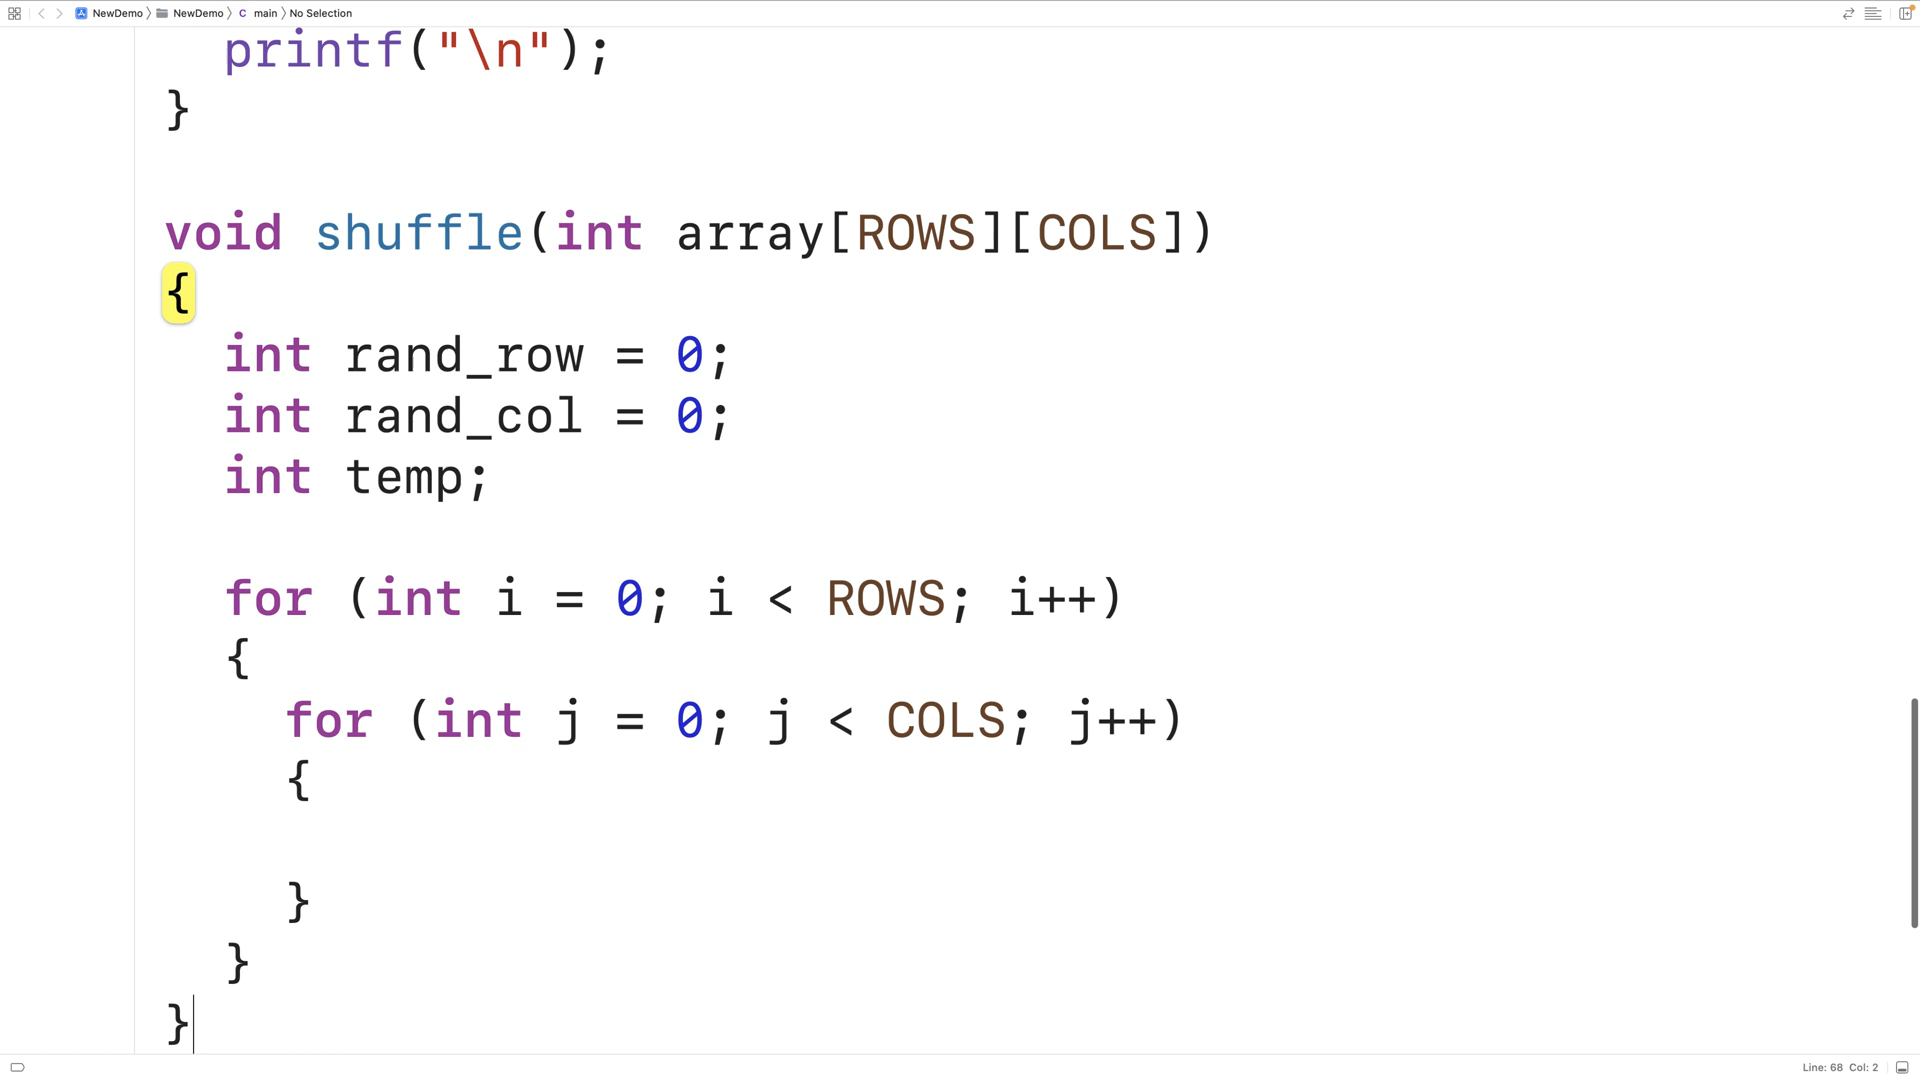 NewDemo 〉 NewDemo 〉 C main 〉 No Selection
printf("\n");
}
void shuffle(int array[ROWS][COLS])
{
int rand_row = 0;
int rand_col = 0;
int temp;
for (int i = 0; i < ROWS; i++)
{
for (int j = 0; j < COLS; j++)
{
}
}
}
Line: 68 Col: 2